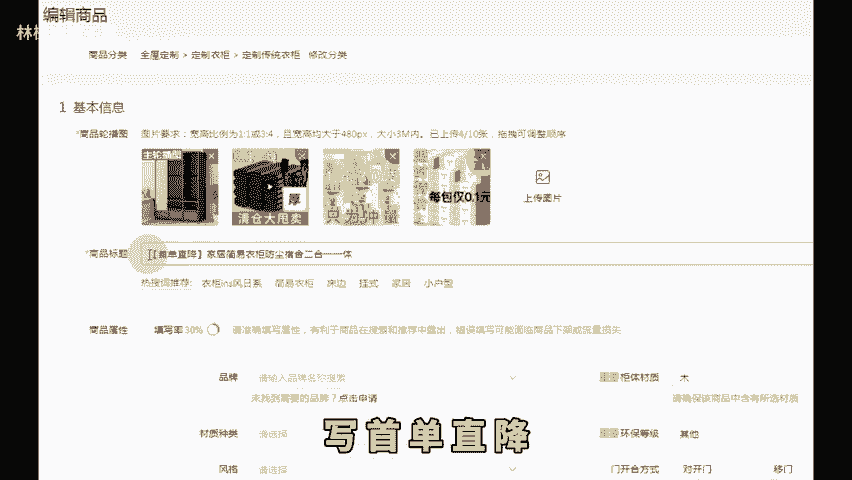 编辑商品
林
商品分类 全屋定制 > 定制衣柜 > 定制传统衣柜 修改分类
1 基本信息
*商品轮播图 图片要求：宽高比例为1:1或3:4，且宽高均大于480px，大小3M内。已上传4/10张，拖拽可调整顺序
主轮播图
厚
清仓大甩卖
只为冲
每包仅0.1元
上传图片
*商品标题 【首单直降】家居简易衣柜防尘宿舍二合一一体
热搜词推荐： 衣柜ins风日系 简易衣柜 床边 挂式 家居 小户型
商品属性 填写率 30% 请准确填写属性，有利于商品在搜索和推荐中露出，错误填写可能面临商品下架或流量损失
品牌 请输入品牌名称搜索
重要 柜体材质 木
未找到需要的品牌？点击申请
请确保该商品中含有所选材质
材质种类 请选择
重要 环保等级 其他
写首单直降
风格 请选择
门开合方式 对开门 移门